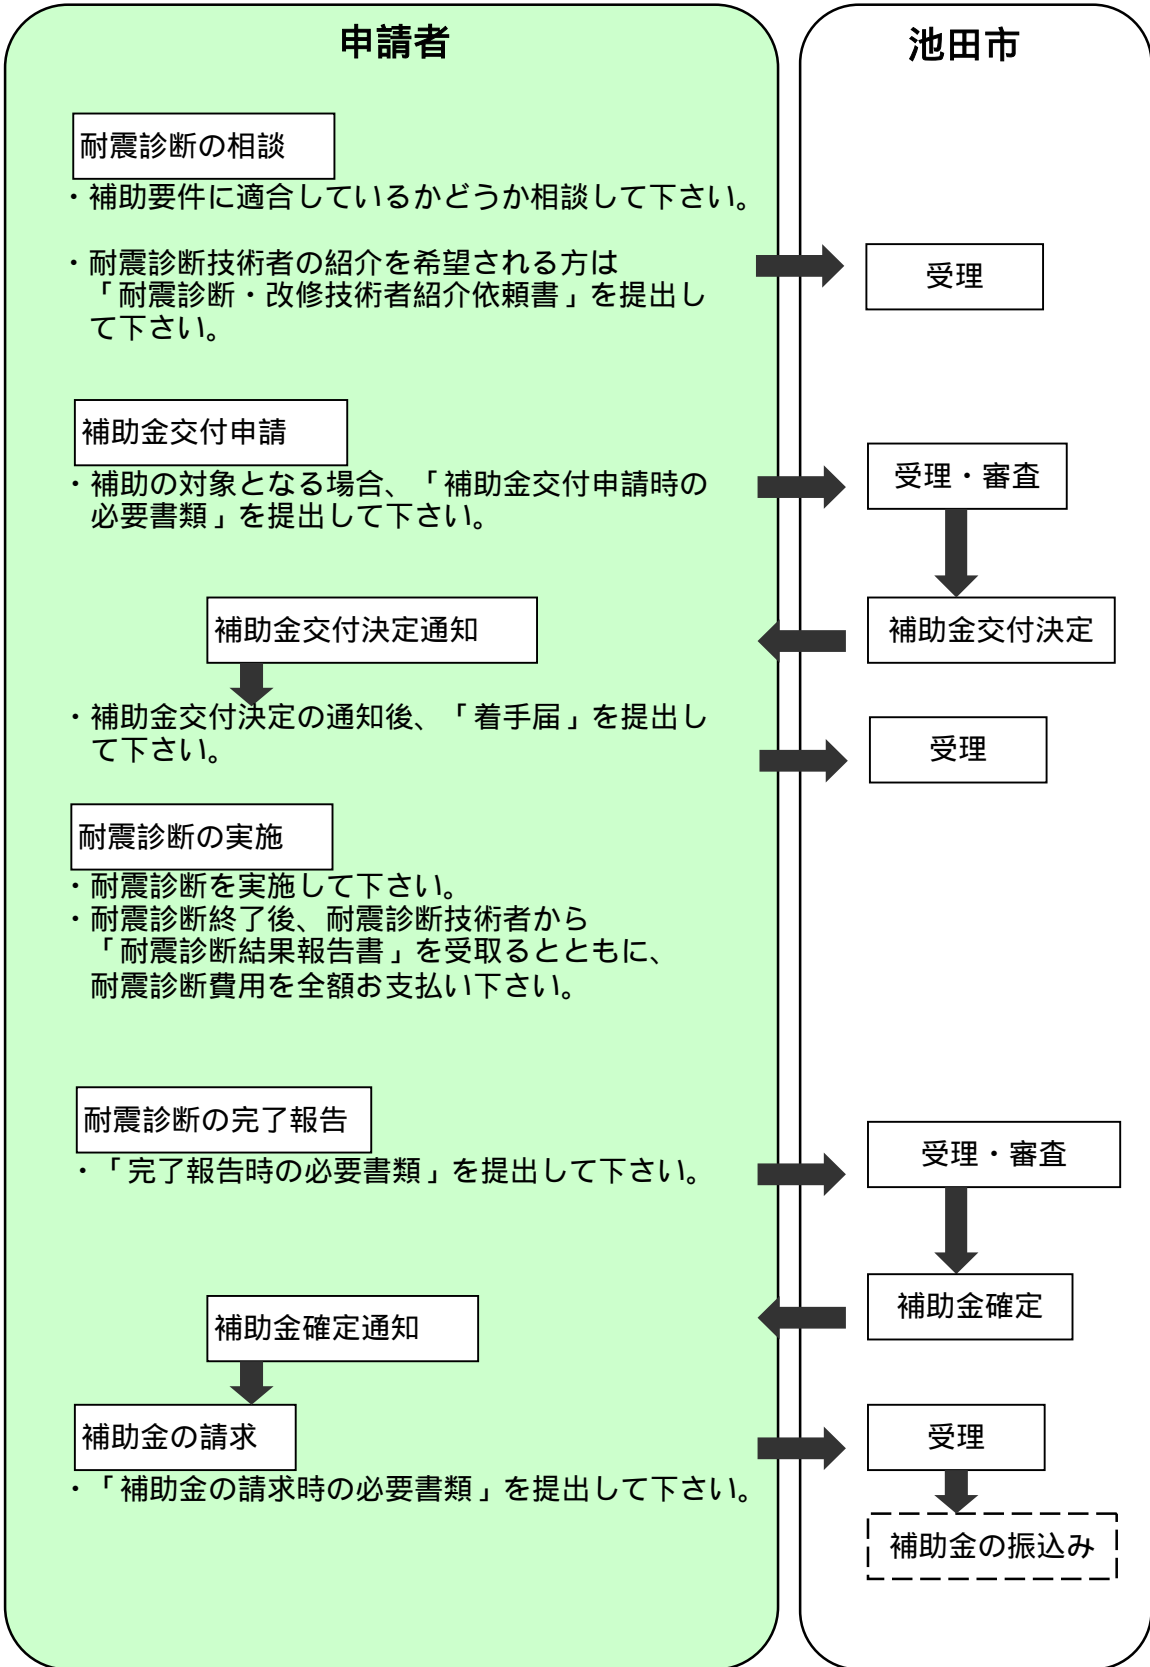 申請者
池田市
耐震診断の相談
・補助要件に適合しているかどうか相談して下さい。
・耐震診断技術者の紹介を希望される方は
「耐震診断・改修技術者紹介依頼書」を提出し
て下さい。
受理
補助金交付申請
・補助の対象となる場合、「補助金交付申請時の
必要書類」を提出して下さい。
受理・審査
補助金交付決定通知
補助金交付決定
・補助金交付決定の通知後、「着手届」を提出し
て下さい。
受理
耐震診断の実施
・耐震診断を実施して下さい。
・耐震診断終了後、耐震診断技術者から
「耐震診断結果報告書」を受取るとともに、
耐震診断費用を全額お支払い下さい。
耐震診断の完了報告
・「完了報告時の必要書類」を提出して下さい。
受理・審査
補助金確定通知
補助金確定
補助金の請求
・「補助金の請求時の必要書類」を提出して下さい。
受理
補助金の振込み